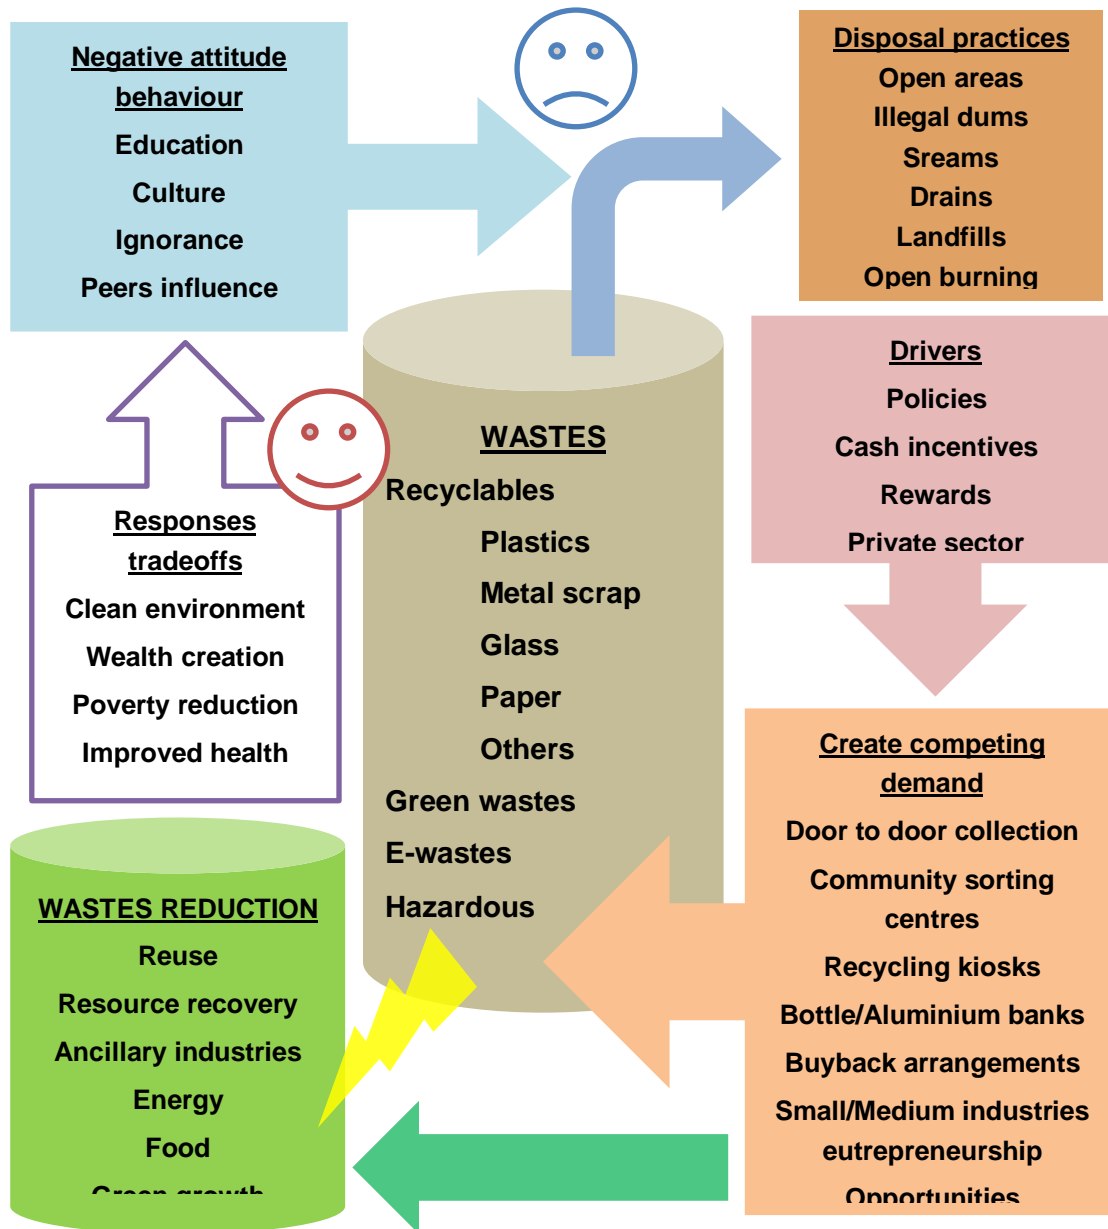 Negative attitude
behaviour
Education
Culture
Ignorance
Peers influence
Disposal practices
Open areas
Illegal dums
Sreams
Drains
Landfills
Open burning
Drivers
Policies
Cash incentives
Rewards
Private sector
WASTES
Recyclables
Plastics
Metal scrap
Glass
Paper
Others
Green wastes
E-wastes
Hazardous
Responses
tradeoffs
Clean environment
Wealth creation
Poverty reduction
Improved health
Create competing
demand
Door to door collection
Community sorting
centres
Recycling kiosks
Bottle/Aluminium banks
Buyback arrangements
Small/Medium industries
eutrepreneurship
Opportunities
WASTES REDUCTION
Reuse
Resource recovery
Ancillary industries
Energy
Food
Green growth